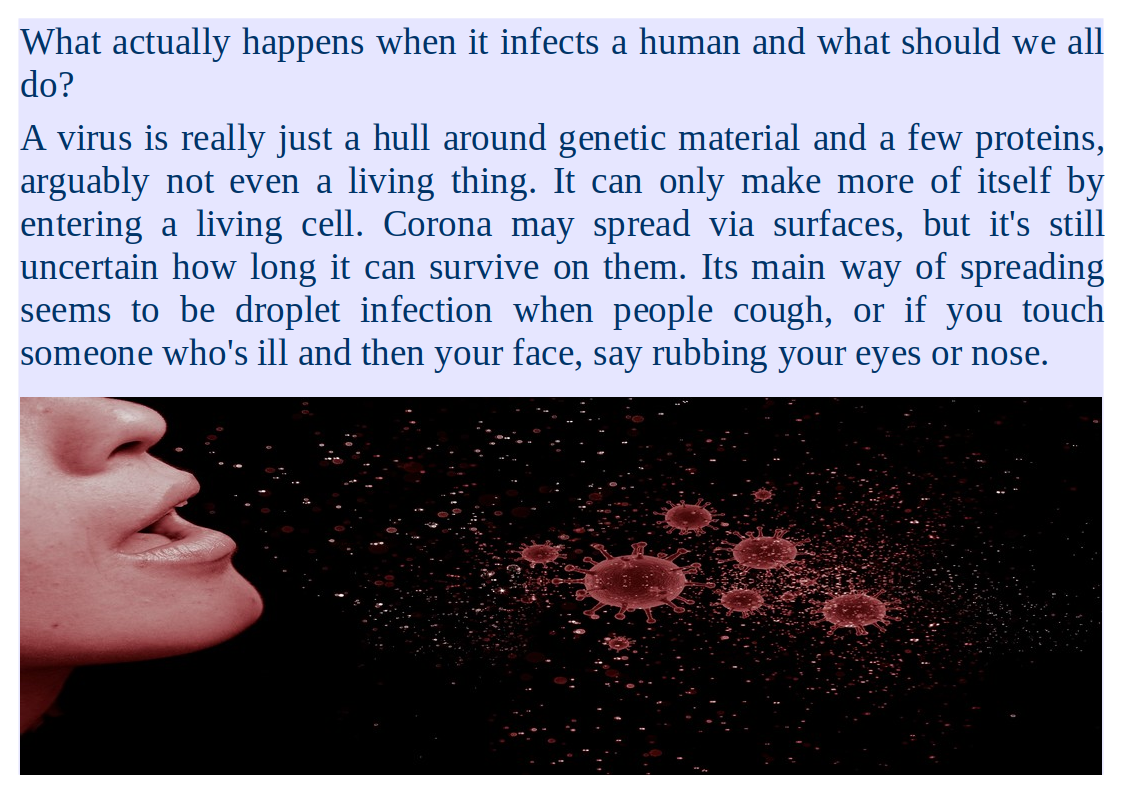 What actually happens when it infects a human and what should we all
do?
A virus is really just a hull around genetic material and a few proteins,
arguably not even a living thing. It can only make more of itself by
entering a living cell. Corona may spread via surfaces, but it's still
uncertain how long it can survive on them. Its main way of spreading
seems to be droplet infection when people cough, or if you touch
someone who's ill and then your face, say rubbing your eyes or nose.